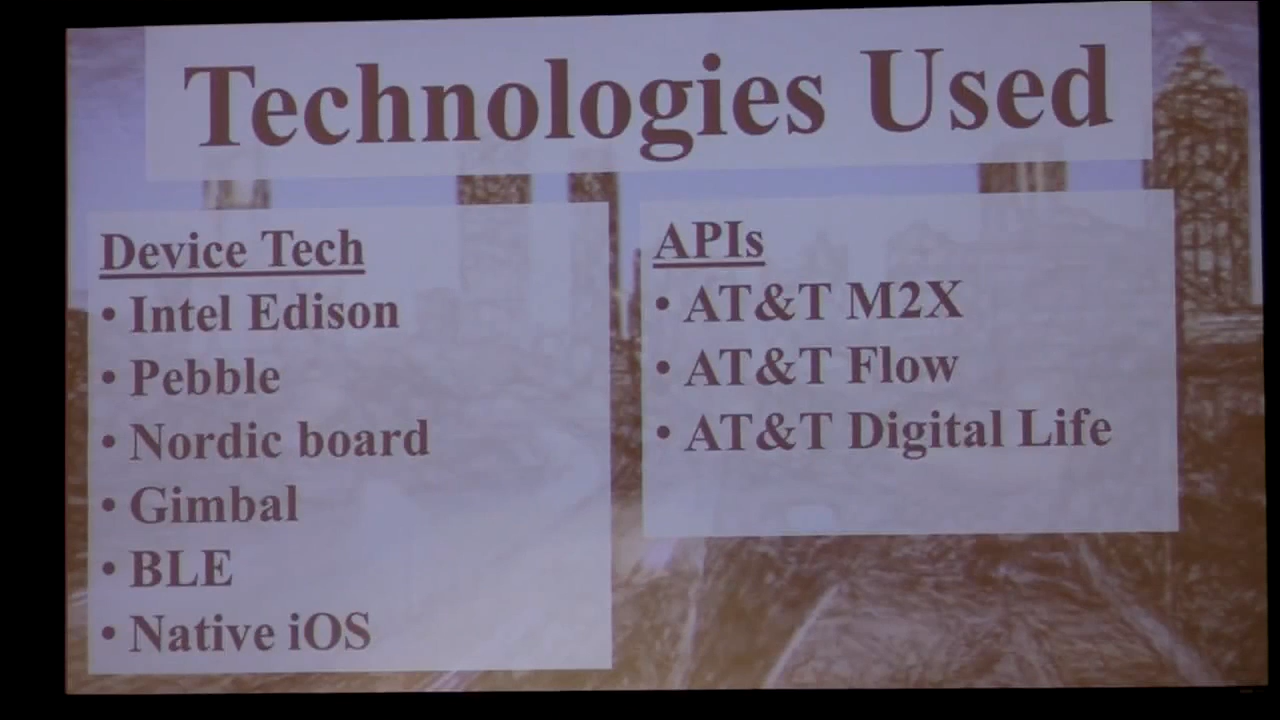 Technologies Used
Device Tech
• Intel Edison
• Pebble
• Nordic board
• Gimbal
• BLE
• Native iOS
APIs
• AT&T M2X
• AT&T Flow
• AT&T Digital Life